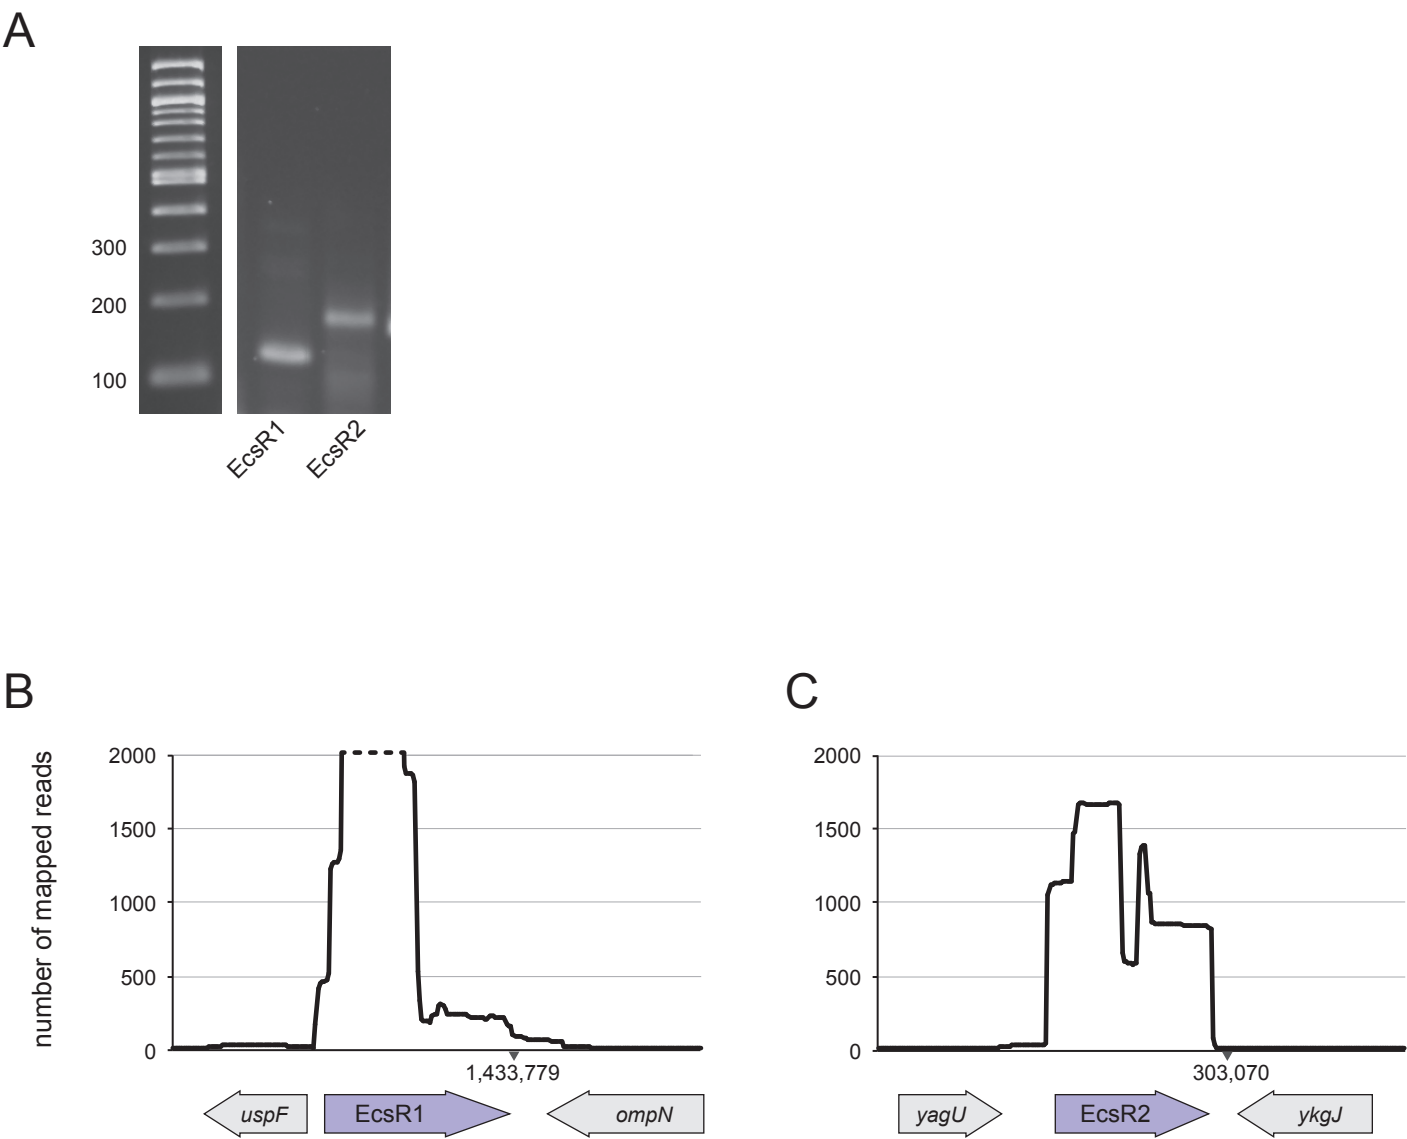 A
300
200
100
EcsR1
EcsR2
B
number of mapped reads
2000
1500
1000
500
0
1,433,779
uspF
EcsR1
ompN
C
2000
1500
1000
500
0
303,070
yagU
EcsR2
ykgJ